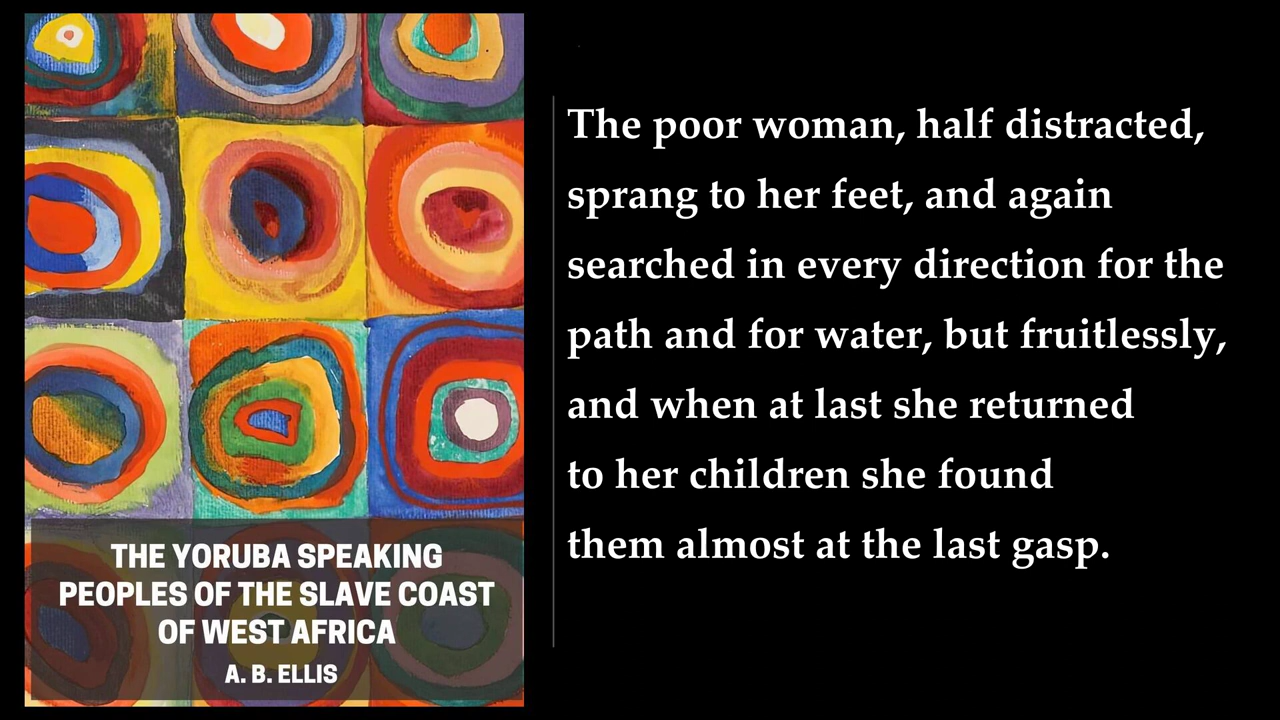 THE YORUBA SPEAKING
PEOPLES OF THE SLAVE COAST
OF WEST AFRICA
A. B. ELLIS
The poor woman, half distracted,
sprang to her feet, and again
searched in every direction for the
path and for water, but fruitlessly,
and when at last she returned
to her children she found
them almost at the last gasp.